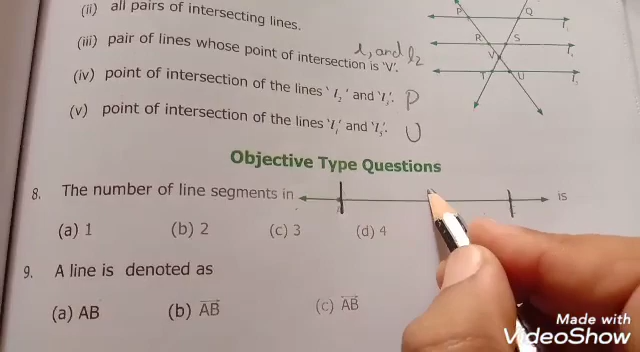 (ii) all pairs of intersecting lines.
(iii) pair of lines whose point of intersection is 'V'. l₁ and l₂
(iv) point of intersection of the lines 'l₂' and 'l₃'. P
(v) point of intersection of the lines 'l₁' and 'l₅'. U
P Q
R S
V
T U
Objective Type Questions
8. The number of line segments in is
(a) 1 (b) 2 (c) 3 (d) 4
9. A line is denoted as
(a) AB (b) AB (c) AB
Made with
VideoShow